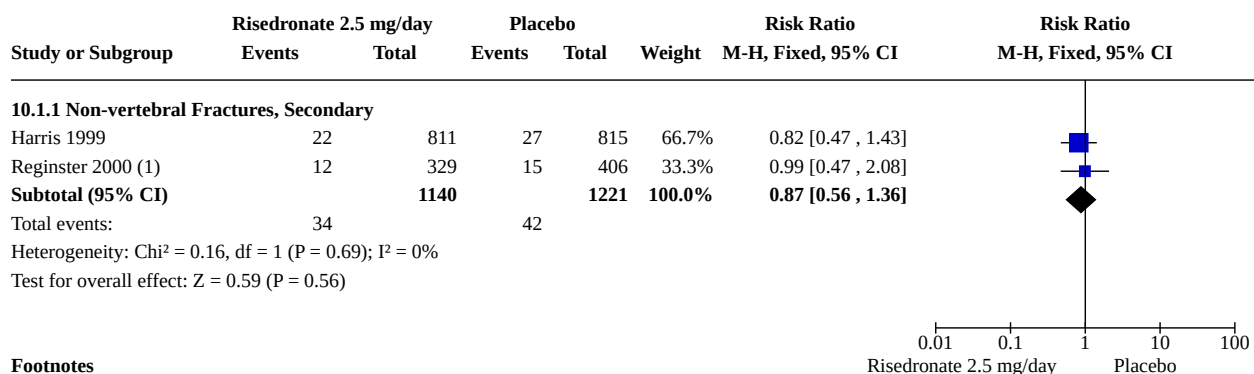 Risedronate 2.5 mg/day Placebo Risk Ratio Risk Ratio
Study or Subgroup Events Total Events Total Weight M-H, Fixed, 95% CI M-H, Fixed, 95% CI
10.1.1 Non-vertebral Fractures, Secondary
Harris 1999 22 811 27 815 66.7% 0.82 [0.47 , 1.43]
Reginster 2000 (1) 12 329 15 406 33.3% 0.99 [0.47 , 2.08]
Subtotal (95% CI) 1140 1221 100.0% 0.87 [0.56 , 1.36]
Total events: 34 42
Heterogeneity: Chi² = 0.16, df = 1 (P = 0.69); I² = 0%
Test for overall effect: Z = 0.59 (P = 0.56)
0.01 0.1 1 10 100
Footnotes Risedronate 2.5 mg/day Placebo